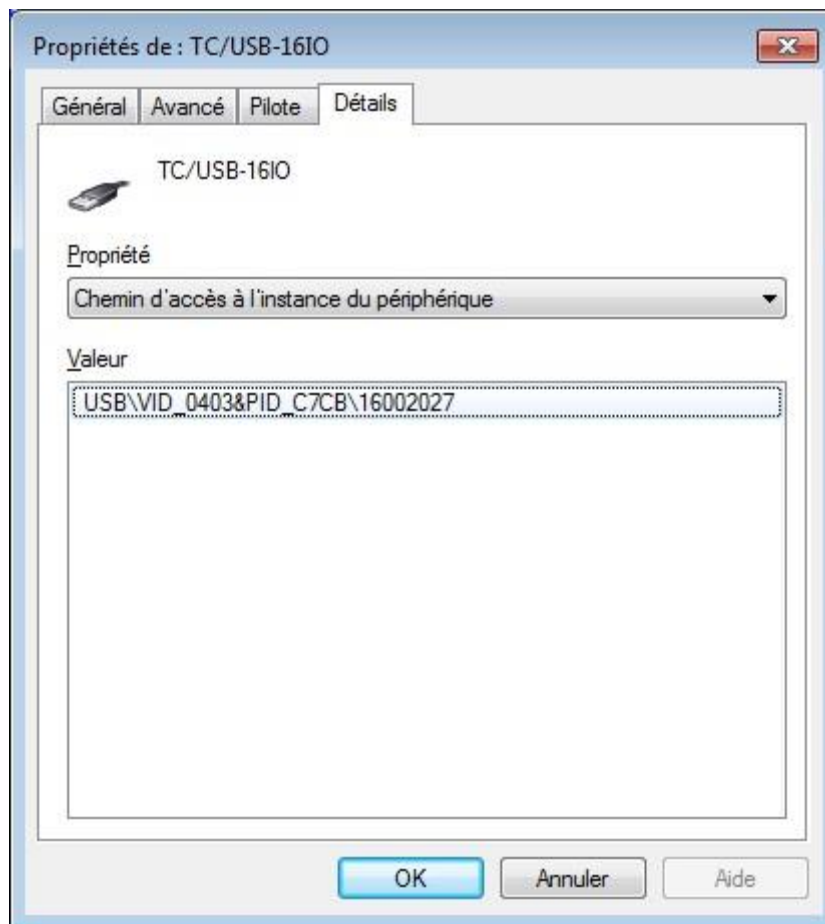 Propriétés de : TC/USB-16IO
Général Avancé Pilote Détails
TC/USB-16IO
Propriété
Chemin d'accès à l'instance du périphérique
Valeur
USB\VID_0403&PID_C7CB\16002027
OK Annuler Aide